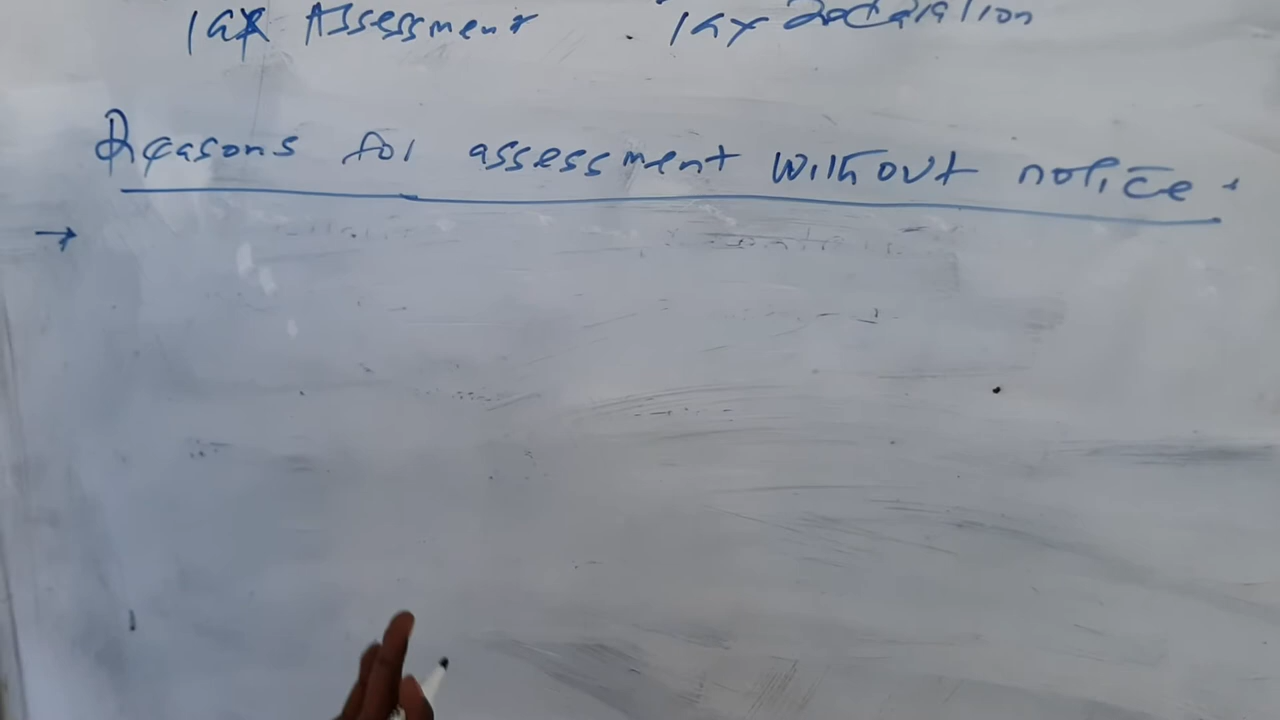 Tax Assessment . Tax Declaration
Reasons for assessment without notice.
→